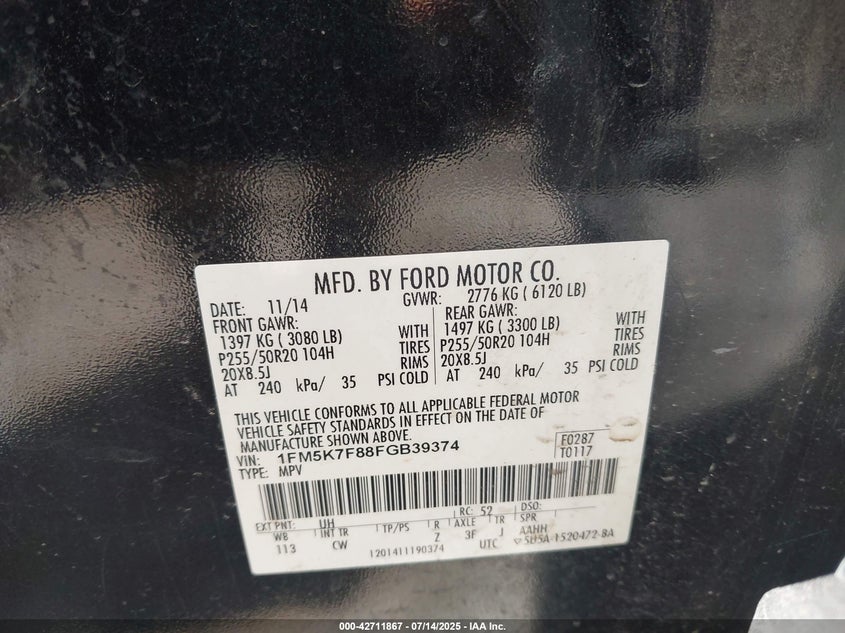 MFD. BY FORD MOTOR CO.
DATE: 11/14 GVWR: 2776 KG ( 6120 LB)
FRONT GAWR: REAR GAWR:
1397 KG ( 3080 LB) WITH 1497 KG ( 3300 LB) WITH
P255/50R20 104H TIRES P255/50R20 104H TIRES
20X8.5J RIMS 20X8.5J RIMS
AT 240 kPa/ 35 PSI COLD AT 240 kPa/ 35 PSI COLD
THIS VEHICLE CONFORMS TO ALL APPLICABLE FEDERAL MOTOR
VEHICLE SAFETY STANDARDS IN EFFECT ON THE DATE OF
MANUFACTURE SHOWN ABOVE.
VIN: 1FM5K7F88FGB39374 F0287
TYPE: MPV T0117
EXT PNT: UH RC: 52 DSO:
WB INT TR TP/PS R AXLE TR SPR
113 CW Z 3F J AAHH
1201411190374 UTC ▽5U5A-1520472-BA
000-42711867 - 07/14/2025 - IAA Inc.